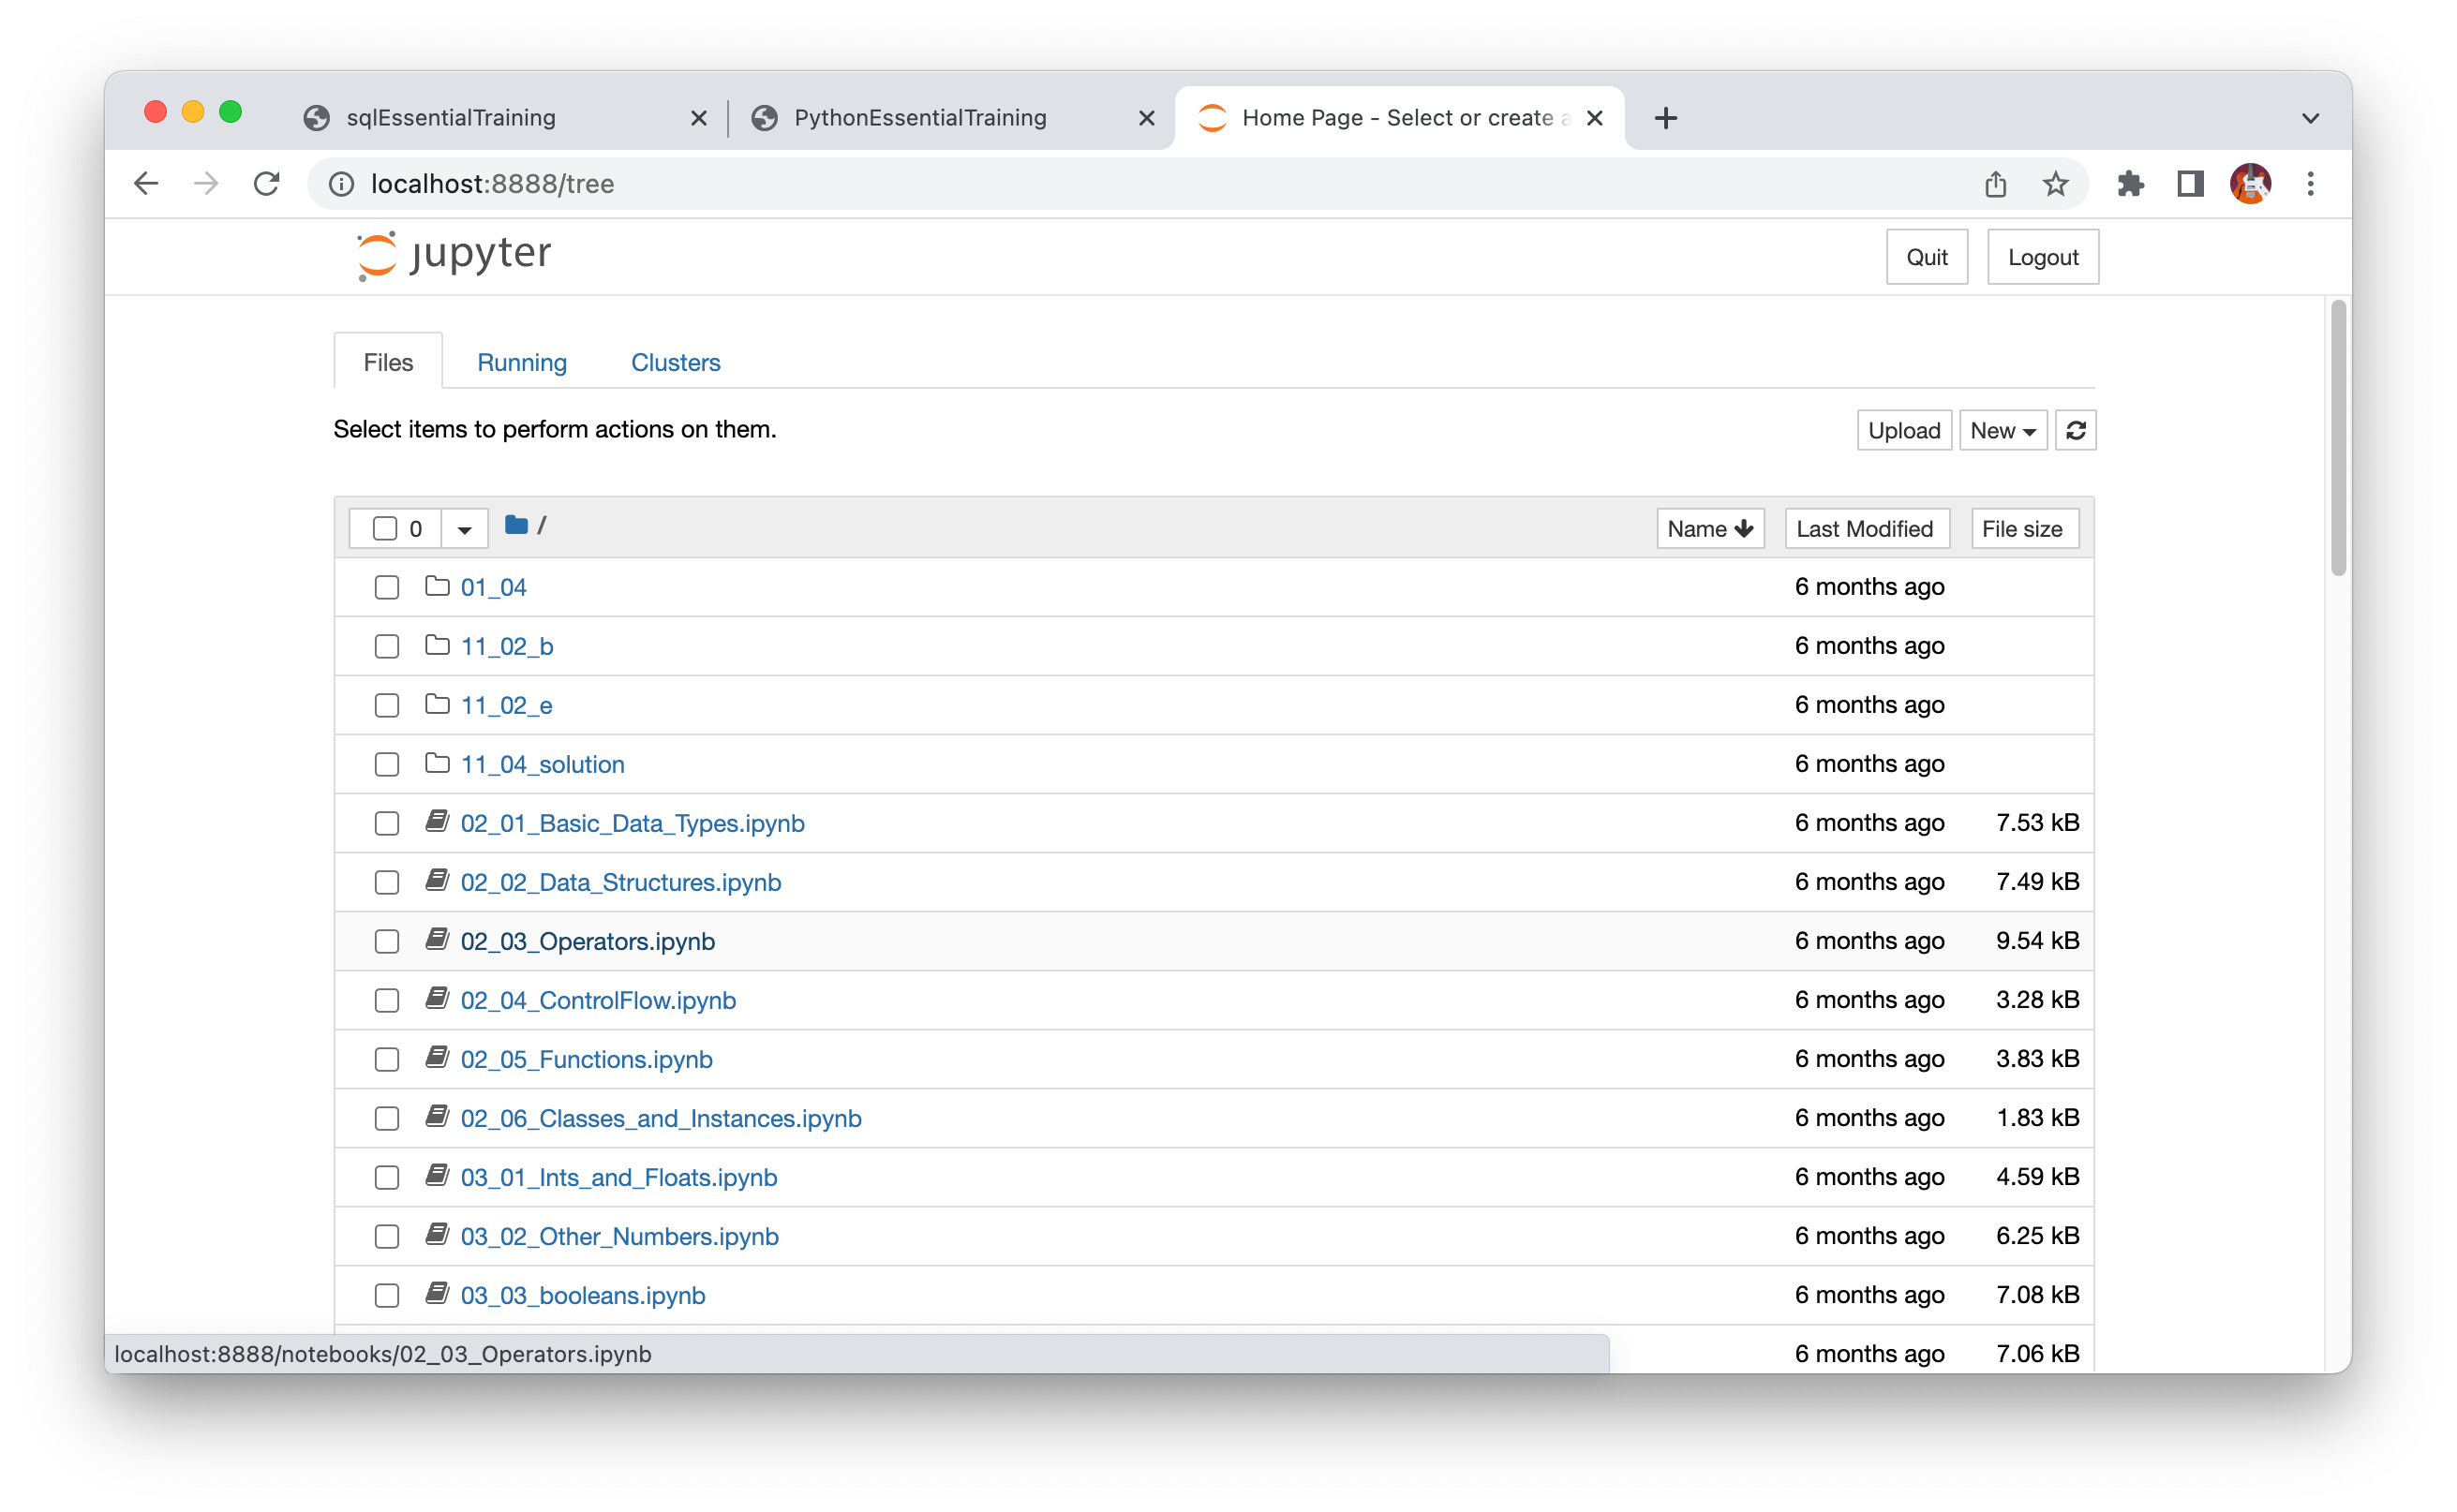 sqlEssentialTraining
PythonEssentialTraining
Home Page - Select or create a
localhost:8888/tree
jupyter
Quit
Logout
Files
Running
Clusters
Select items to perform actions on them.
Upload
New
0
/
Name
Last Modified
File size
01_04 6 months ago
11_02_b 6 months ago
11_02_e 6 months ago
11_04_solution 6 months ago
02_01_Basic_Data_Types.ipynb 6 months ago 7.53 kB
02_02_Data_Structures.ipynb 6 months ago 7.49 kB
02_03_Operators.ipynb 6 months ago 9.54 kB
02_04_ControlFlow.ipynb 6 months ago 3.28 kB
02_05_Functions.ipynb 6 months ago 3.83 kB
02_06_Classes_and_Instances.ipynb 6 months ago 1.83 kB
03_01_Ints_and_Floats.ipynb 6 months ago 4.59 kB
03_02_Other_Numbers.ipynb 6 months ago 6.25 kB
03_03_booleans.ipynb 6 months ago 7.08 kB
6 months ago 7.06 kB
localhost:8888/notebooks/02_03_Operators.ipynb